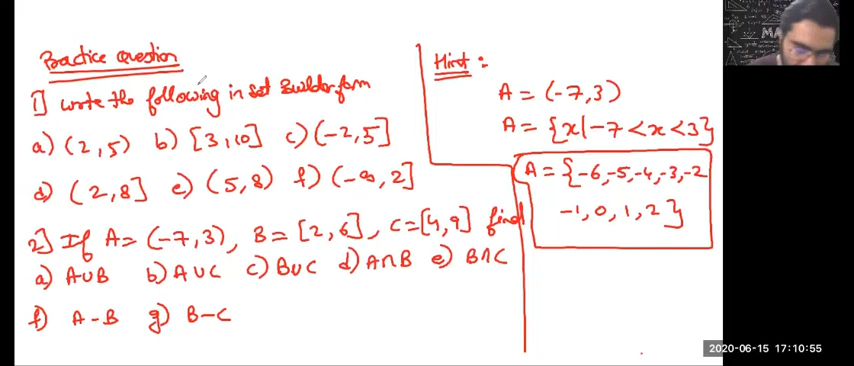 Practice question
1] Wrote the following in set Builder form
a) (2,5) b) [3,10] c) (-2,5]
d) (2,8] e) (5,8) f) (-∞,2]
2] If A=(-7,3), B=[2,6], C=[4,9] find
a) A∪B b) A∪C c) B∪C d) A∩B e) B∩C
f) A-B g) B-C
Hint :
A = (-7,3)
A = {x|-7<x<3}
A = {-6,-5,-4,-3,-2
-1,0,1,2}
2020-06-15 17:10:55